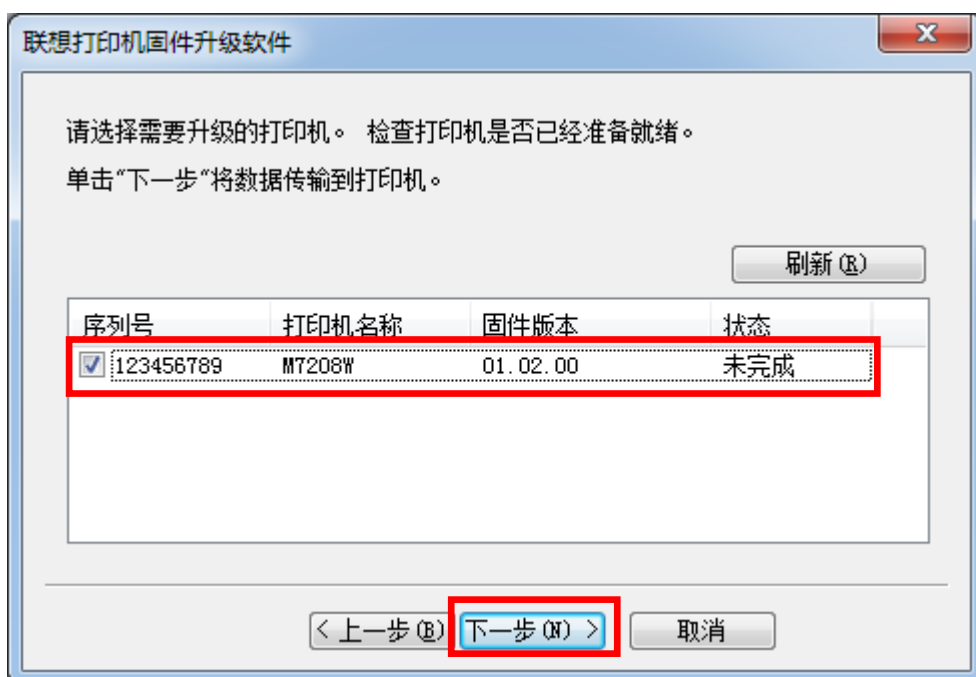 联想打印机固件升级软件
请选择需要升级的打印机。 检查打印机是否已经准备就绪。
单击“下一步“将数据传输到打印机。
刷新(R)
序列号 打印机名称 固件版本 状态
123456789 M7208W 01.02.00 未完成
< 上一步(B) 下一步(N) > 取消